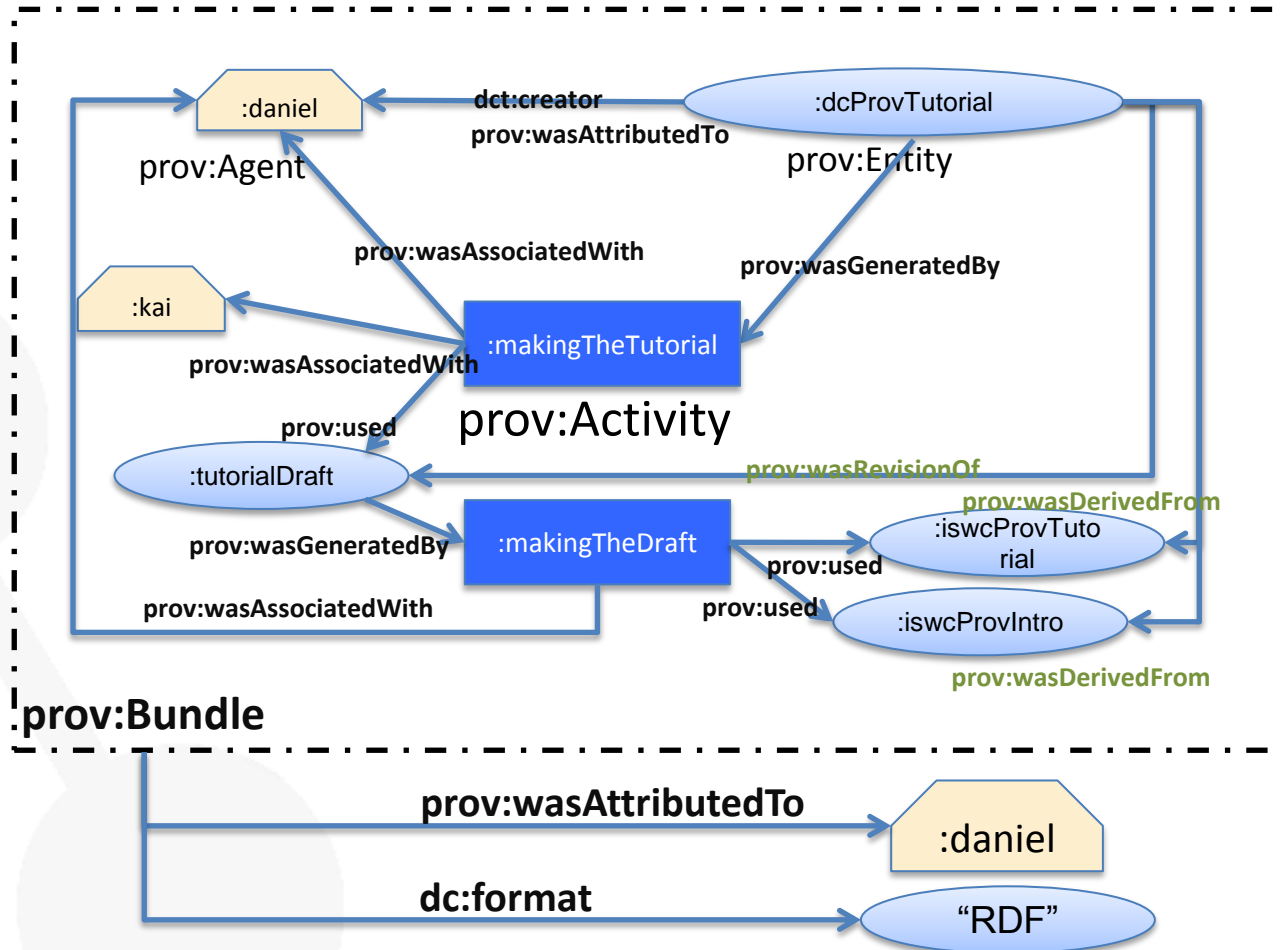 :daniel
dct:creator
:dcProvTutorial
prov:wasAttributedTo
prov:Agent
prov:Entity
prov:wasAssociatedWith
prov:wasGeneratedBy
:kai
:makingTheTutorial
prov:wasAssociatedWith
prov:Activity
prov:used
:tutorialDraft
prov:wasRevisionOf
prov:wasDerivedFrom
:iswcProvTuto
rial
prov:wasGeneratedBy
:makingTheDraft
prov:used
prov:wasAssociatedWith
prov:used
:iswcProvIntro
prov:wasDerivedFrom
prov:Bundle
prov:wasAttributedTo
:daniel
dc:format
“RDF”